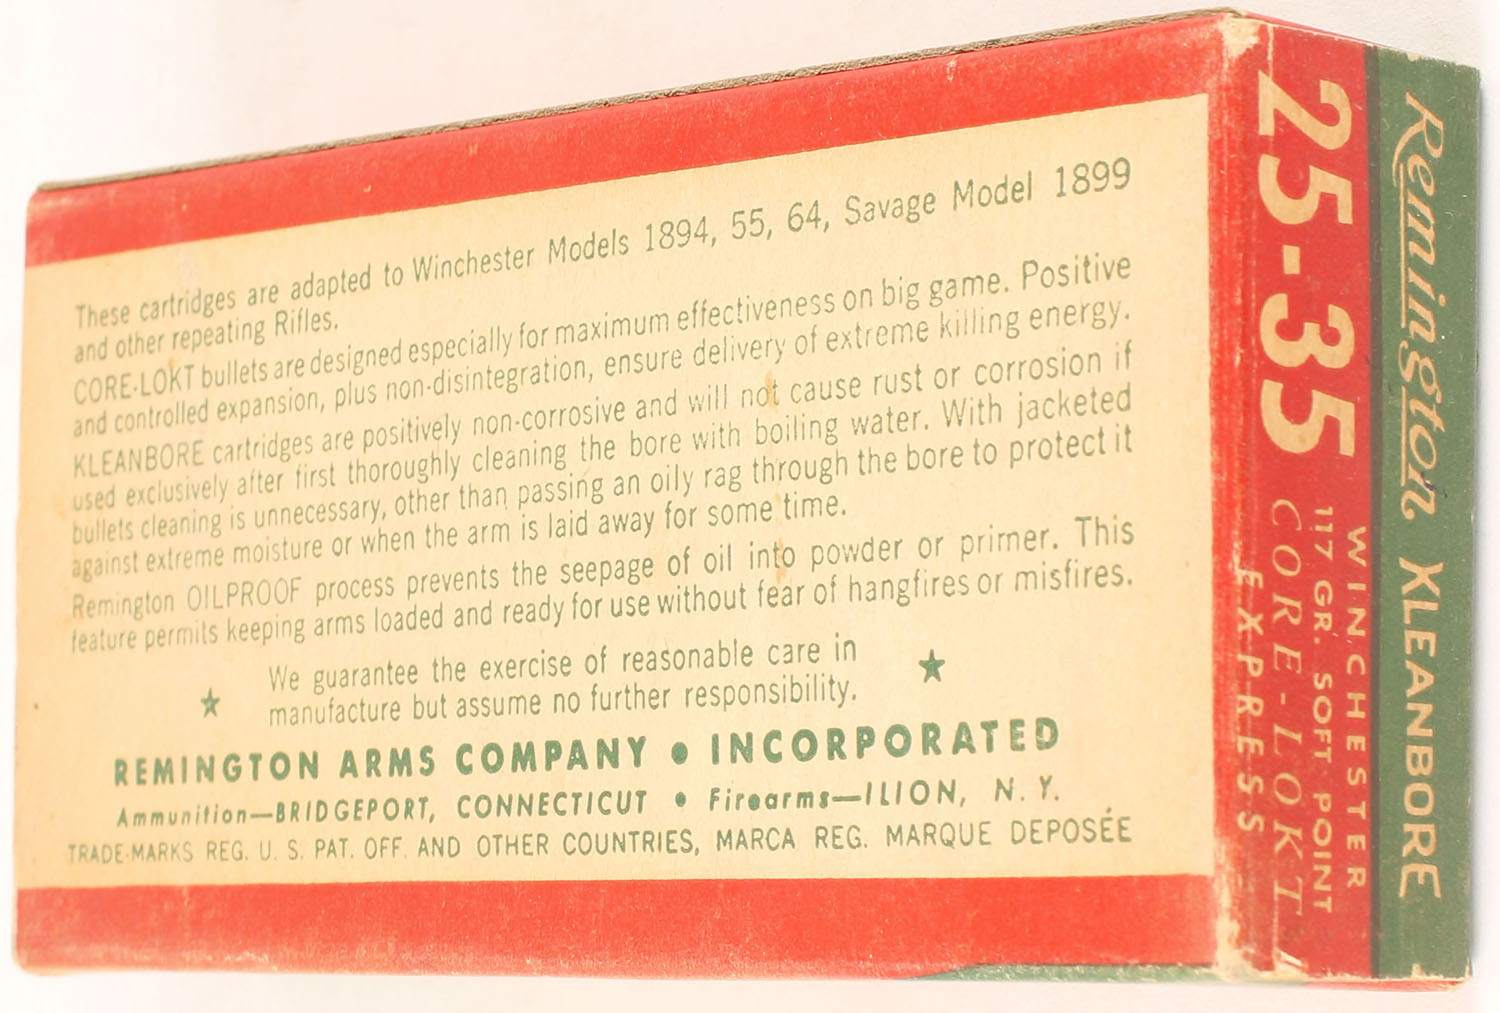 These cartridges are adapted to Winchester Models 1894, 55, 64, Savage Model 1899
and other repeating Rifles.
CORE-LOKT bullets are designed especially for maximum effectiveness on big game. Positive
and controlled expansion, plus non-disintegration, ensure delivery of extreme killing energy.
KLEANBORE cartridges are positively non-corrosive and will not cause rust or corrosion if
used exclusively after first thoroughly cleaning the bore with boiling water. With jacketed
bullets cleaning is unnecessary, other than passing an oily rag through the bore to protect it
against extreme moisture or when the arm is laid away for some time.
Remington OILPROOF process prevents the seepage of oil into powder or primer. This
feature permits keeping arms loaded and ready for use without fear of hangfires or misfires.
We guarantee the exercise of reasonable care in
manufacture but assume no further responsibility.
REMINGTON ARMS COMPANY • INCORPORATED
Ammunition—BRIDGEPORT, CONNECTICUT • Firearms—ILION, N. Y.
TRADE-MARKS REG. U. S. PAT. OFF. AND OTHER COUNTRIES, MARCA REG. MARQUE DEPOSÉE
Remington KLEANBORE
25-35
WINCHESTER
117 GR. SOFT POINT
CORE-LOKT
EXPRESS